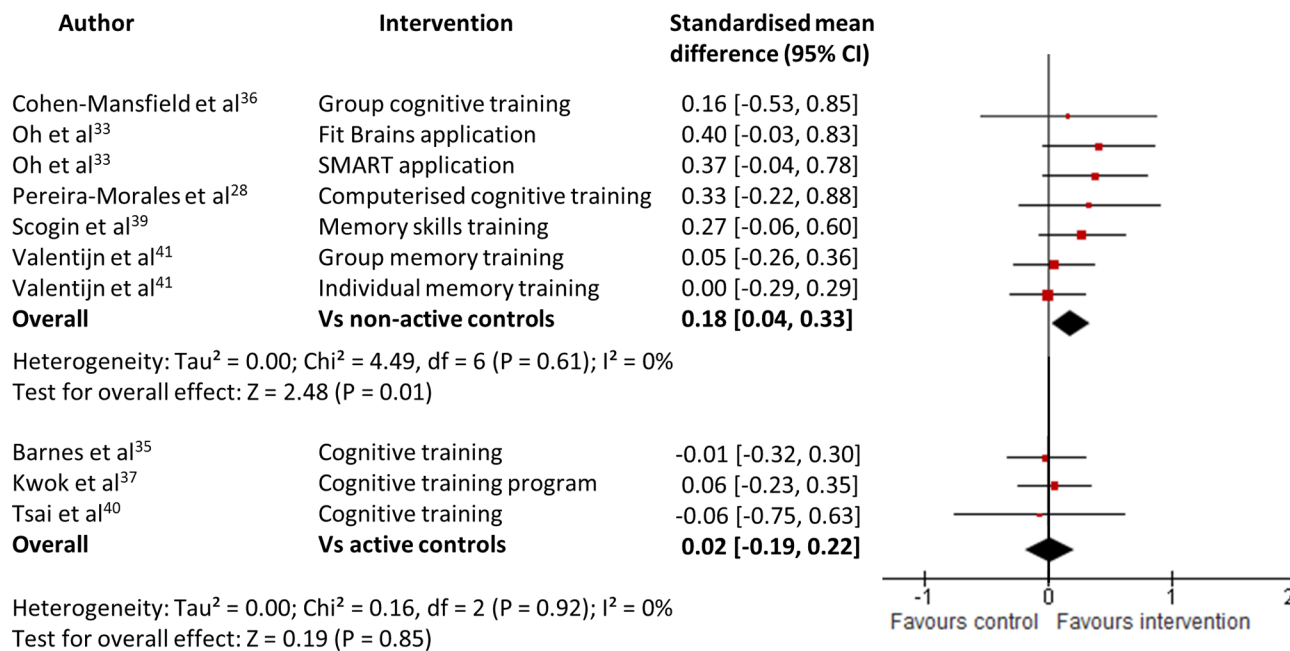 Author Intervention Standardised mean
difference (95% CI)
Cohen-Mansfield et al³⁶ Group cognitive training 0.16 [-0.53, 0.85]
Oh et al³³ Fit Brains application 0.40 [-0.03, 0.83]
Oh et al³³ SMART application 0.37 [-0.04, 0.78]
Pereira-Morales et al²⁸ Computerised cognitive training 0.33 [-0.22, 0.88]
Scogin et al³⁹ Memory skills training 0.27 [-0.06, 0.60]
Valentijn et al⁴¹ Group memory training 0.05 [-0.26, 0.36]
Valentijn et al⁴¹ Individual memory training 0.00 [-0.29, 0.29]
Overall Vs non-active controls 0.18 [0.04, 0.33]
Heterogeneity: Tau² = 0.00; Chi² = 4.49, df = 6 (P = 0.61); I² = 0%
Test for overall effect: Z = 2.48 (P = 0.01)
Barnes et al³⁵ Cognitive training -0.01 [-0.32, 0.30]
Kwok et al³⁷ Cognitive training program 0.06 [-0.23, 0.35]
Tsai et al⁴⁰ Cognitive training -0.06 [-0.75, 0.63]
Overall Vs active controls 0.02 [-0.19, 0.22]
Heterogeneity: Tau² = 0.00; Chi² = 0.16, df = 2 (P = 0.92); I² = 0%
Test for overall effect: Z = 0.19 (P = 0.85)
-1 0 1 2
Favours control Favours intervention